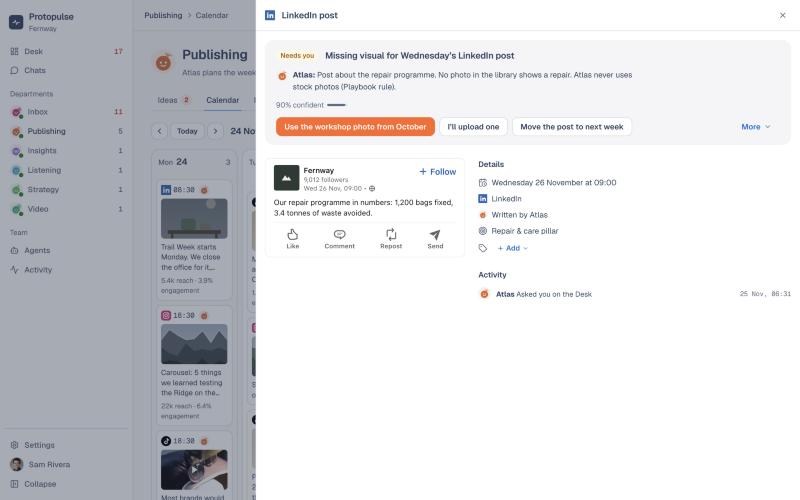 Protopulse
Fernway
Desk 17
Chats
Departments
Inbox 11
Publishing 5
Insights 1
Listening 1
Strategy 1
Video 1
Team
Agents
Activity
Settings
Sam Rivera
Collapse
Publishing > Calendar
Publishing
Atlas plans the week
Ideas 2 Calendar
Today 24 No
Mon 24 3
08:30
Trail Week starts
Monday. We close
the office for it,...
5.4k reach · 3.9%
engagement
18:30
Carousel: 5 things
we learned testing
the Ridge on the...
22k reach · 6.4%
engagement
18:30
Most brands would
LinkedIn post
Needs you Missing visual for Wednesday's LinkedIn post
Atlas: Post about the repair programme. No photo in the library shows a repair. Atlas never uses
stock photos (Playbook rule).
90% confident
Use the workshop photo from October I'll upload one Move the post to next week More
Fernway
9,012 followers
Wed 26 Nov, 09:00 •
+ Follow
Our repair programme in numbers: 1,200 bags fixed,
3.4 tonnes of waste avoided.
Like Comment Repost Send
Details
Wednesday 26 November at 09:00
LinkedIn
Written by Atlas
Repair & care pillar
+ Add
Activity
Atlas Asked you on the Desk 25 Nov, 06:31